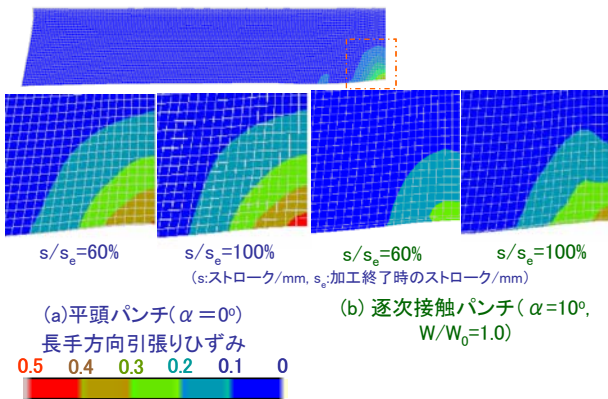 s/se=60%
s/se=100%
s/se=60%
s/se=100%
(s:ストローク/mm, se:加工終了時のストローク/mm)
(a)平頭パンチ(α=0º)
長手方向引張りひずみ
(b) 逐次接触パンチ(α=10º,
W/W0=1.0)
0.5 0.4 0.3 0.2 0.1 0